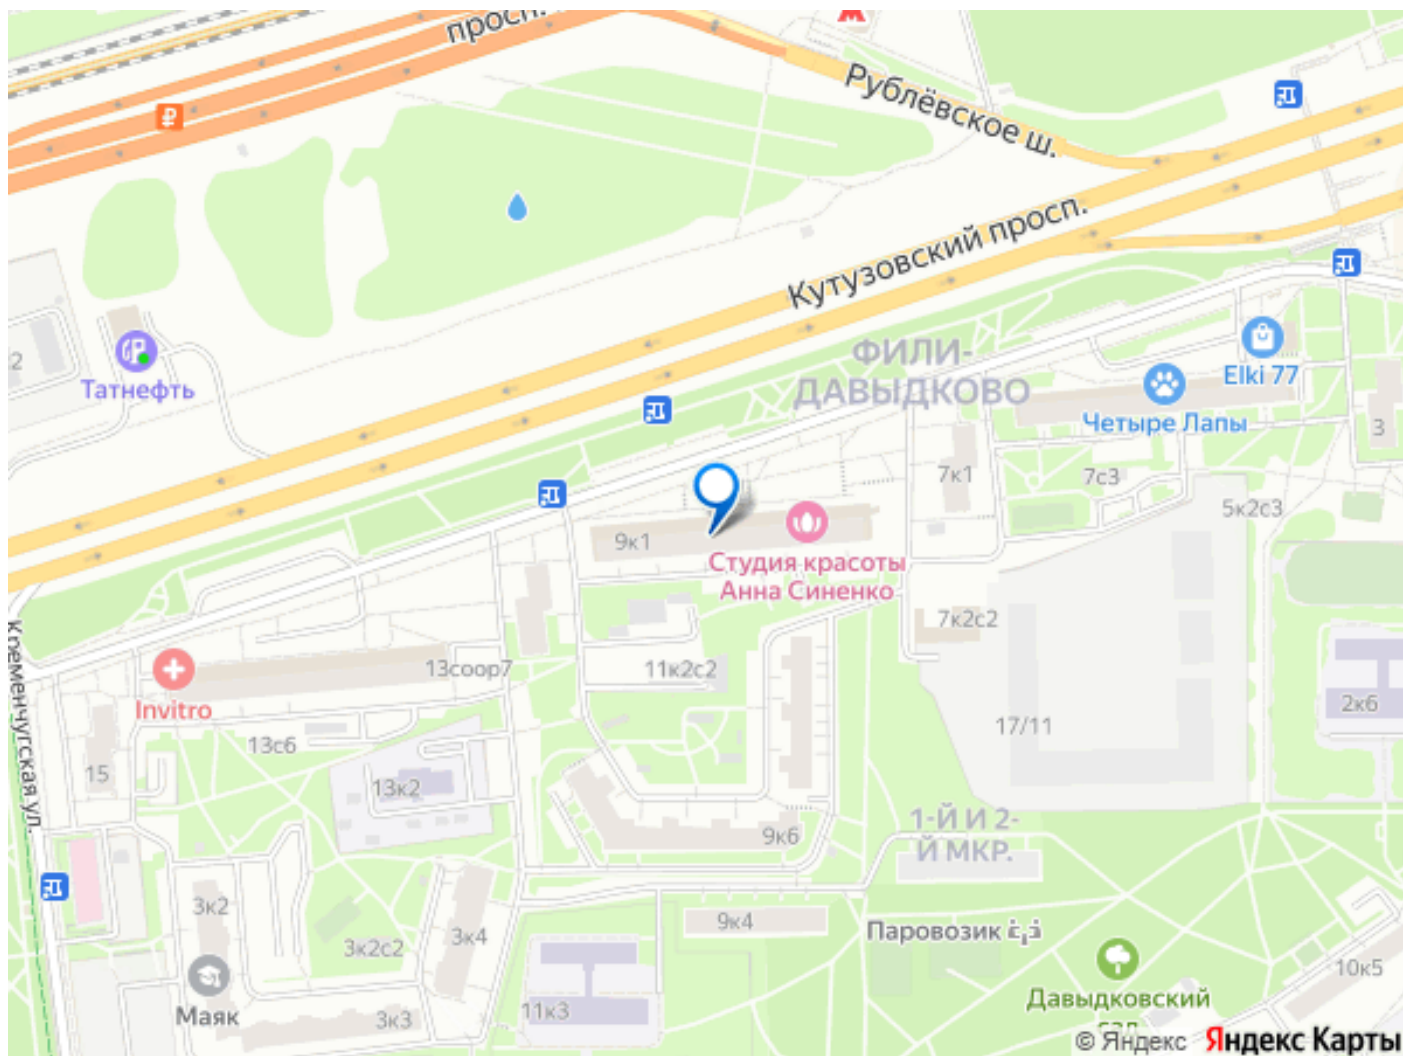 просп.
Рублёвское ш.
Кутузовский просп.
2
Татнефть
ФИЛИ-
ДАВЫДКОВО
Elki 77
Четыре Лапы
3
7к1
7с3
5к2с3
9к1
Студия красоты
Анна Синенко
7к2с2
Кременчугская ул.
13соор7
11к2с2
Invitro
2к6
13с6
17/11
15
13к2
9к6
1-Й И 2-
Й МКР.
3к2
9к4
Паровозик
3к2с2
3к4
10к5
Давыдковский
сад
11к3
Маяк
3к3
© Яндекс Яндекс Карты